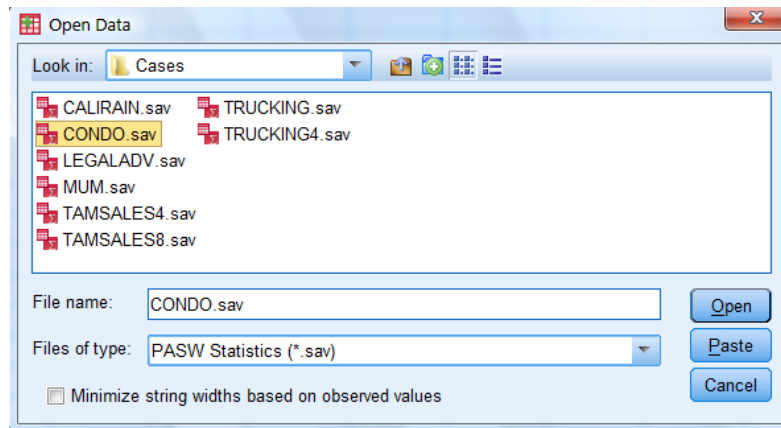 Open Data
Look in: Cases
CALIRAIN.sav TRUCKING.sav
CONDO.sav TRUCKING4.sav
LEGALADV.sav
MUM.sav
TAMSALES4.sav
TAMSALES8.sav
File name: CONDO.sav Open
Files of type: PASW Statistics (*.sav) Paste
Minimize string widths based on observed values Cancel